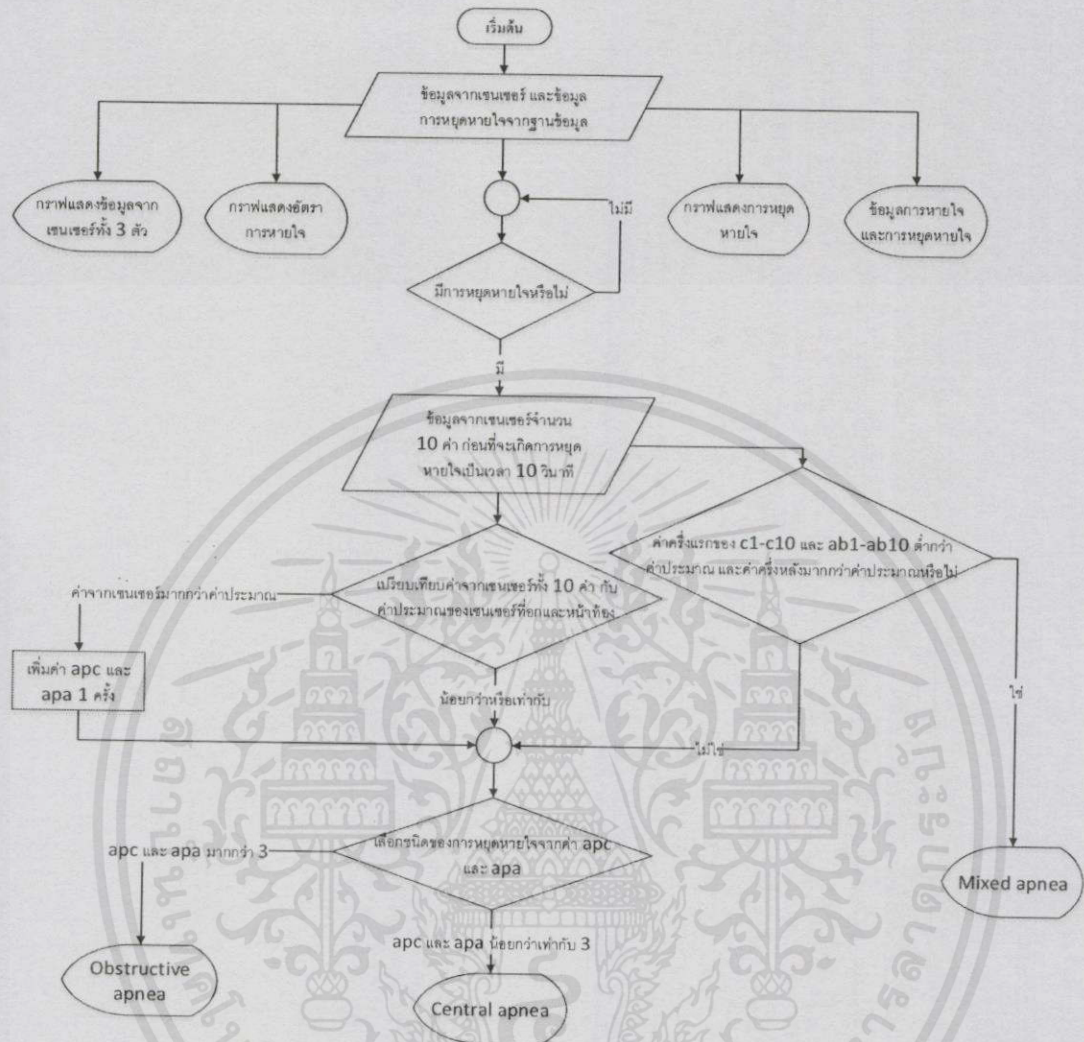 เริ่มต้น
ข้อมูลจากเซนเซอร์ และข้อมูล
การหยุดหายใจจากฐานข้อมูล
กราฟแสดงข้อมูลจาก
เซนเซอร์ทั้ง 3 ตัว
กราฟแสดงอัตรา
การหายใจ
กราฟแสดงการหยุด
หายใจ
ข้อมูลการหายใจ
และการหยุดหายใจ
ไม่มี
มีการหยุดหายใจหรือไม่
มี
ข้อมูลจากเซนเซอร์จำนวน
10 ค่า ก่อนที่จะเกิดการหยุด
หายใจเป็นเวลา 10 วินาที
ค่าครึ่งแรกของ c1-c10 และ ab1-ab10 ต่ำกว่า
ค่าประมาณ และค่าครึ่งหลังมากกว่าค่าประมาณหรือไม่
ค่าจากเซนเซอร์มากกว่าค่าประมาณ
เปรียบเทียบค่าจากเซนเซอร์ทั้ง 10 ค่า กับ
ค่าประมาณของเซนเซอร์ที่อกและหน้าท้อง
เพิ่มค่า apc และ
apa 1 ครั้ง
น้อยกว่าหรือเท่ากับ
ใช่
ไม่ใช่
เลือกชนิดของการหยุดหายใจจากค่า apc
และ apa
apc และ apa มากกว่า 3
Mixed apnea
apc และ apa น้อยกว่าเท่ากับ 3
Obstructive
apnea
Central apnea